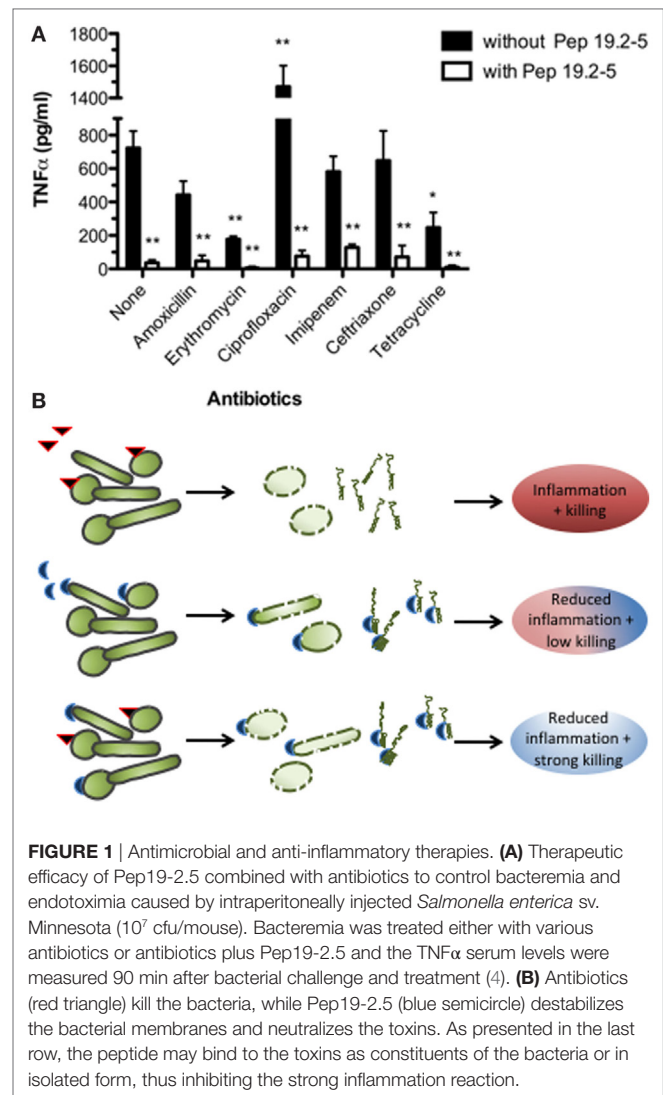 A
without Pep 19.2-5
with Pep 19.2-5
TNFα (pg/ml)
1800
1600
1400
800
600
400
200
0
**
**
**
**
**
**
**
**
**
*
**
None
Amoxicillin
Erythromycin
Ciprofloxacin
Imipenem
Ceftriaxone
Tetracycline
B
Antibiotics
Inflammation
+ killing
Reduced
inflammation +
low killing
Reduced
inflammation +
strong killing
FIGURE 1 | Antimicrobial and anti-inflammatory therapies. (A) Therapeutic
efficacy of Pep19-2.5 combined with antibiotics to control bacteremia and
endotoximia caused by intraperitoneally injected Salmonella enterica sv.
Minnesota (10⁷ cfu/mouse). Bacteremia was treated either with various
antibiotics or antibiotics plus Pep19-2.5 and the TNFα serum levels were
measured 90 min after bacterial challenge and treatment (4). (B) Antibiotics
(red triangle) kill the bacteria, while Pep19-2.5 (blue semicircle) destabilizes
the bacterial membranes and neutralizes the toxins. As presented in the last
row, the peptide may bind to the toxins as constituents of the bacteria or in
isolated form, thus inhibiting the strong inflammation reaction.